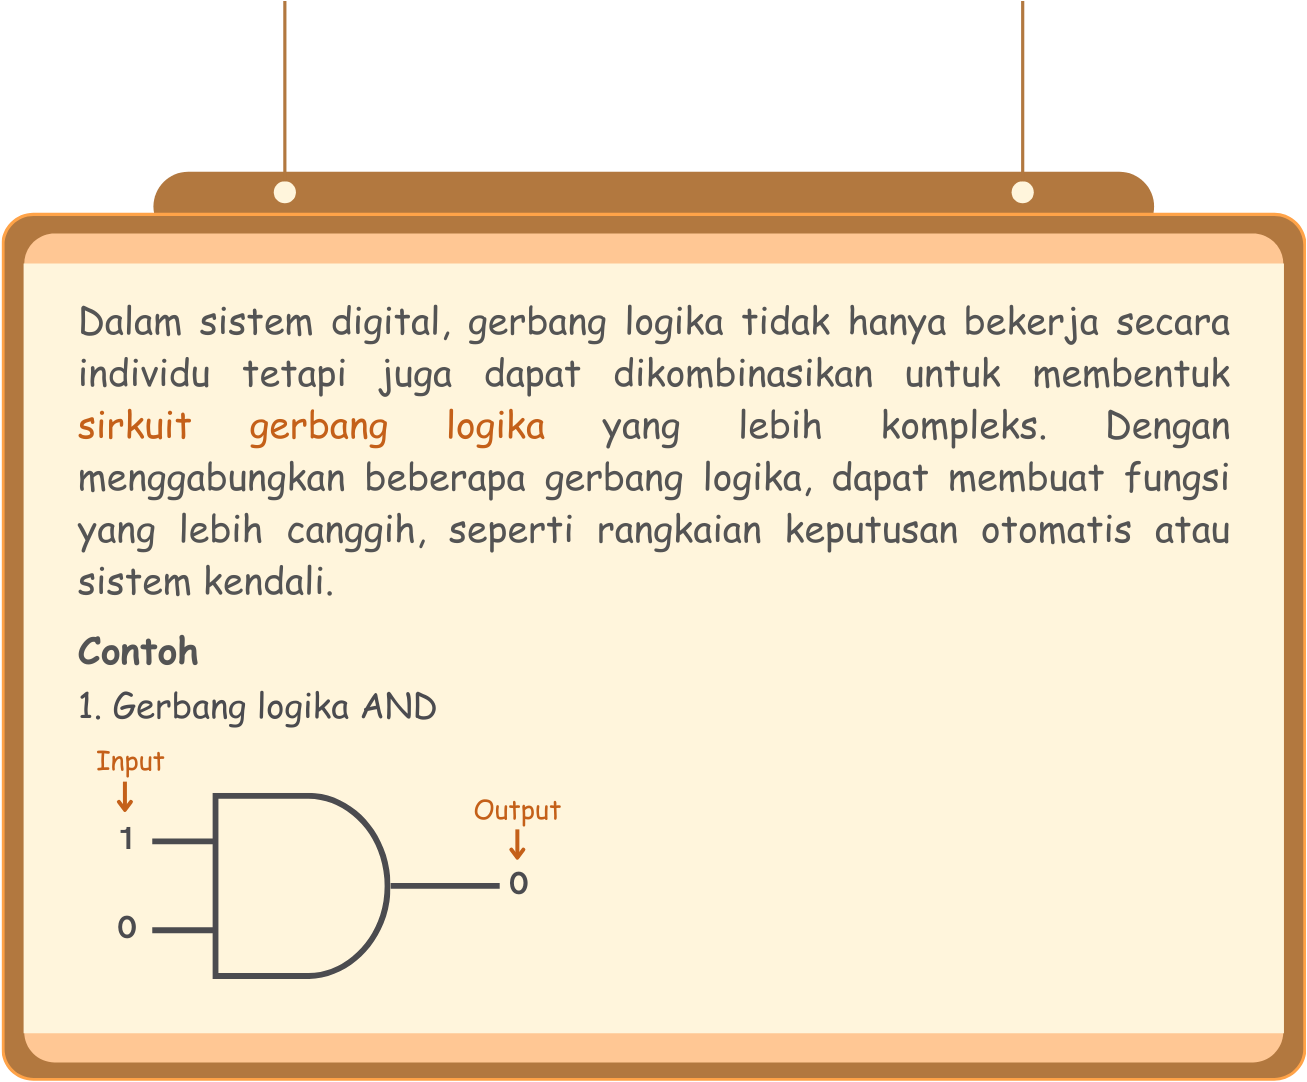 Dalam sistem digital, gerbang logika tidak hanya bekerja secara
individu tetapi juga dapat dikombinasikan untuk membentuk
sirkuit gerbang logika yang lebih kompleks. Dengan
menggabungkan beberapa gerbang logika, dapat membuat fungsi
yang lebih canggih, seperti rangkaian keputusan otomatis atau
sistem kendali.
Contoh
1. Gerbang logika AND
Input
Output
1
0
0